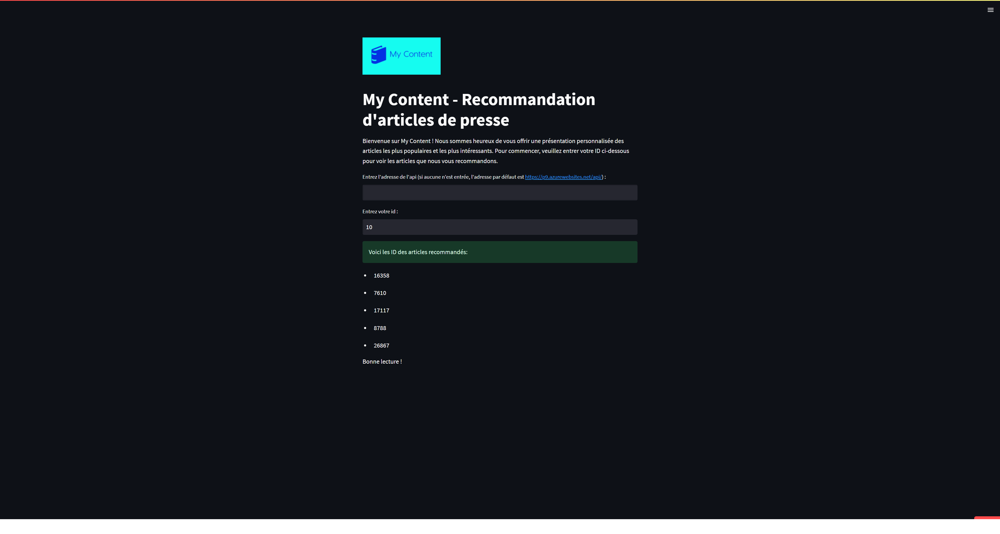 My Content
My Content - Recommandation
d'articles de presse
Bienvenue sur My Content ! Nous sommes heureux de vous offrir une présentation personnalisée des
articles les plus populaires et les plus intéressants. Pour commencer, veuillez entrer votre ID ci-dessous
pour voir les articles que nous vous recommandons.
Entrez l'adresse de l'api (si aucune n'est entrée, l'adresse par défaut est https://p9.azurewebsites.net/api/) :
Entrez votre id :
10
Voici les ID des articles recommandés:
• 16358
• 7610
• 17117
• 8788
• 26867
Bonne lecture !